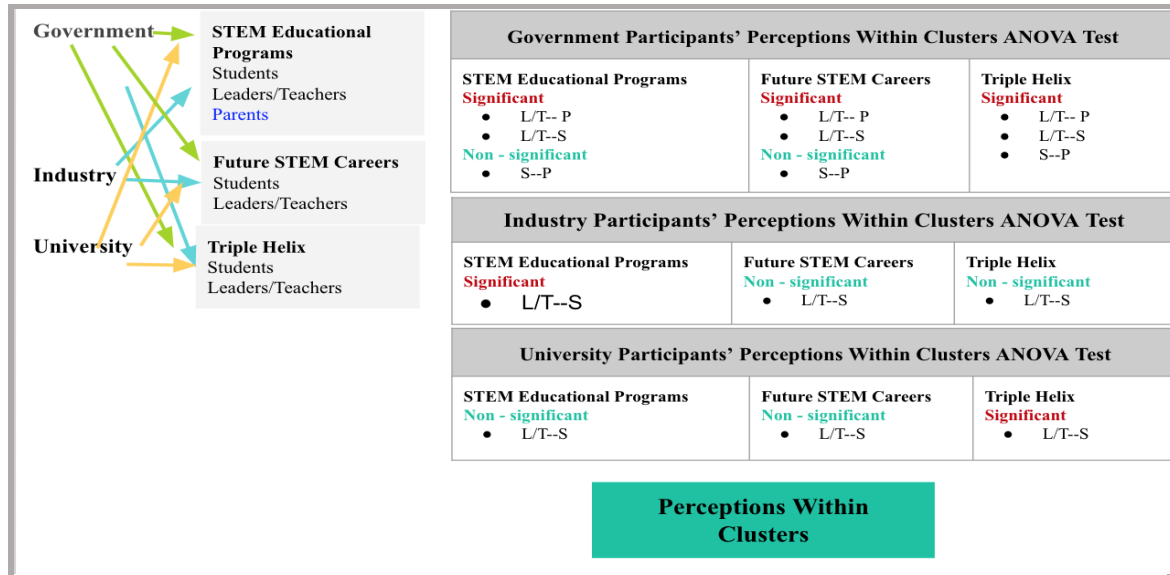 Government
Industry
University
STEM Educational
Programs
Students
Leaders/Teachers
Parents
Future STEM Careers
Students
Leaders/Teachers
Triple Helix
Students
Leaders/Teachers
Government Participants’ Perceptions Within Clusters ANOVA Test
STEM Educational Programs
Significant
● L/T-- P
● L/T--S
Non - significant
● S--P
Future STEM Careers
Significant
● L/T-- P
● L/T--S
Non - significant
● S--P
Triple Helix
Significant
● L/T-- P
● L/T--S
● S--P
Industry Participants’ Perceptions Within Clusters ANOVA Test
STEM Educational Programs
Significant
● L/T--S
Future STEM Careers
Non - significant
● L/T--S
Triple Helix
Non - significant
● L/T--S
University Participants’ Perceptions Within Clusters ANOVA Test
STEM Educational Programs
Non - significant
● L/T--S
Future STEM Careers
Non - significant
● L/T--S
Triple Helix
Significant
● L/T--S
Perceptions Within
Clusters